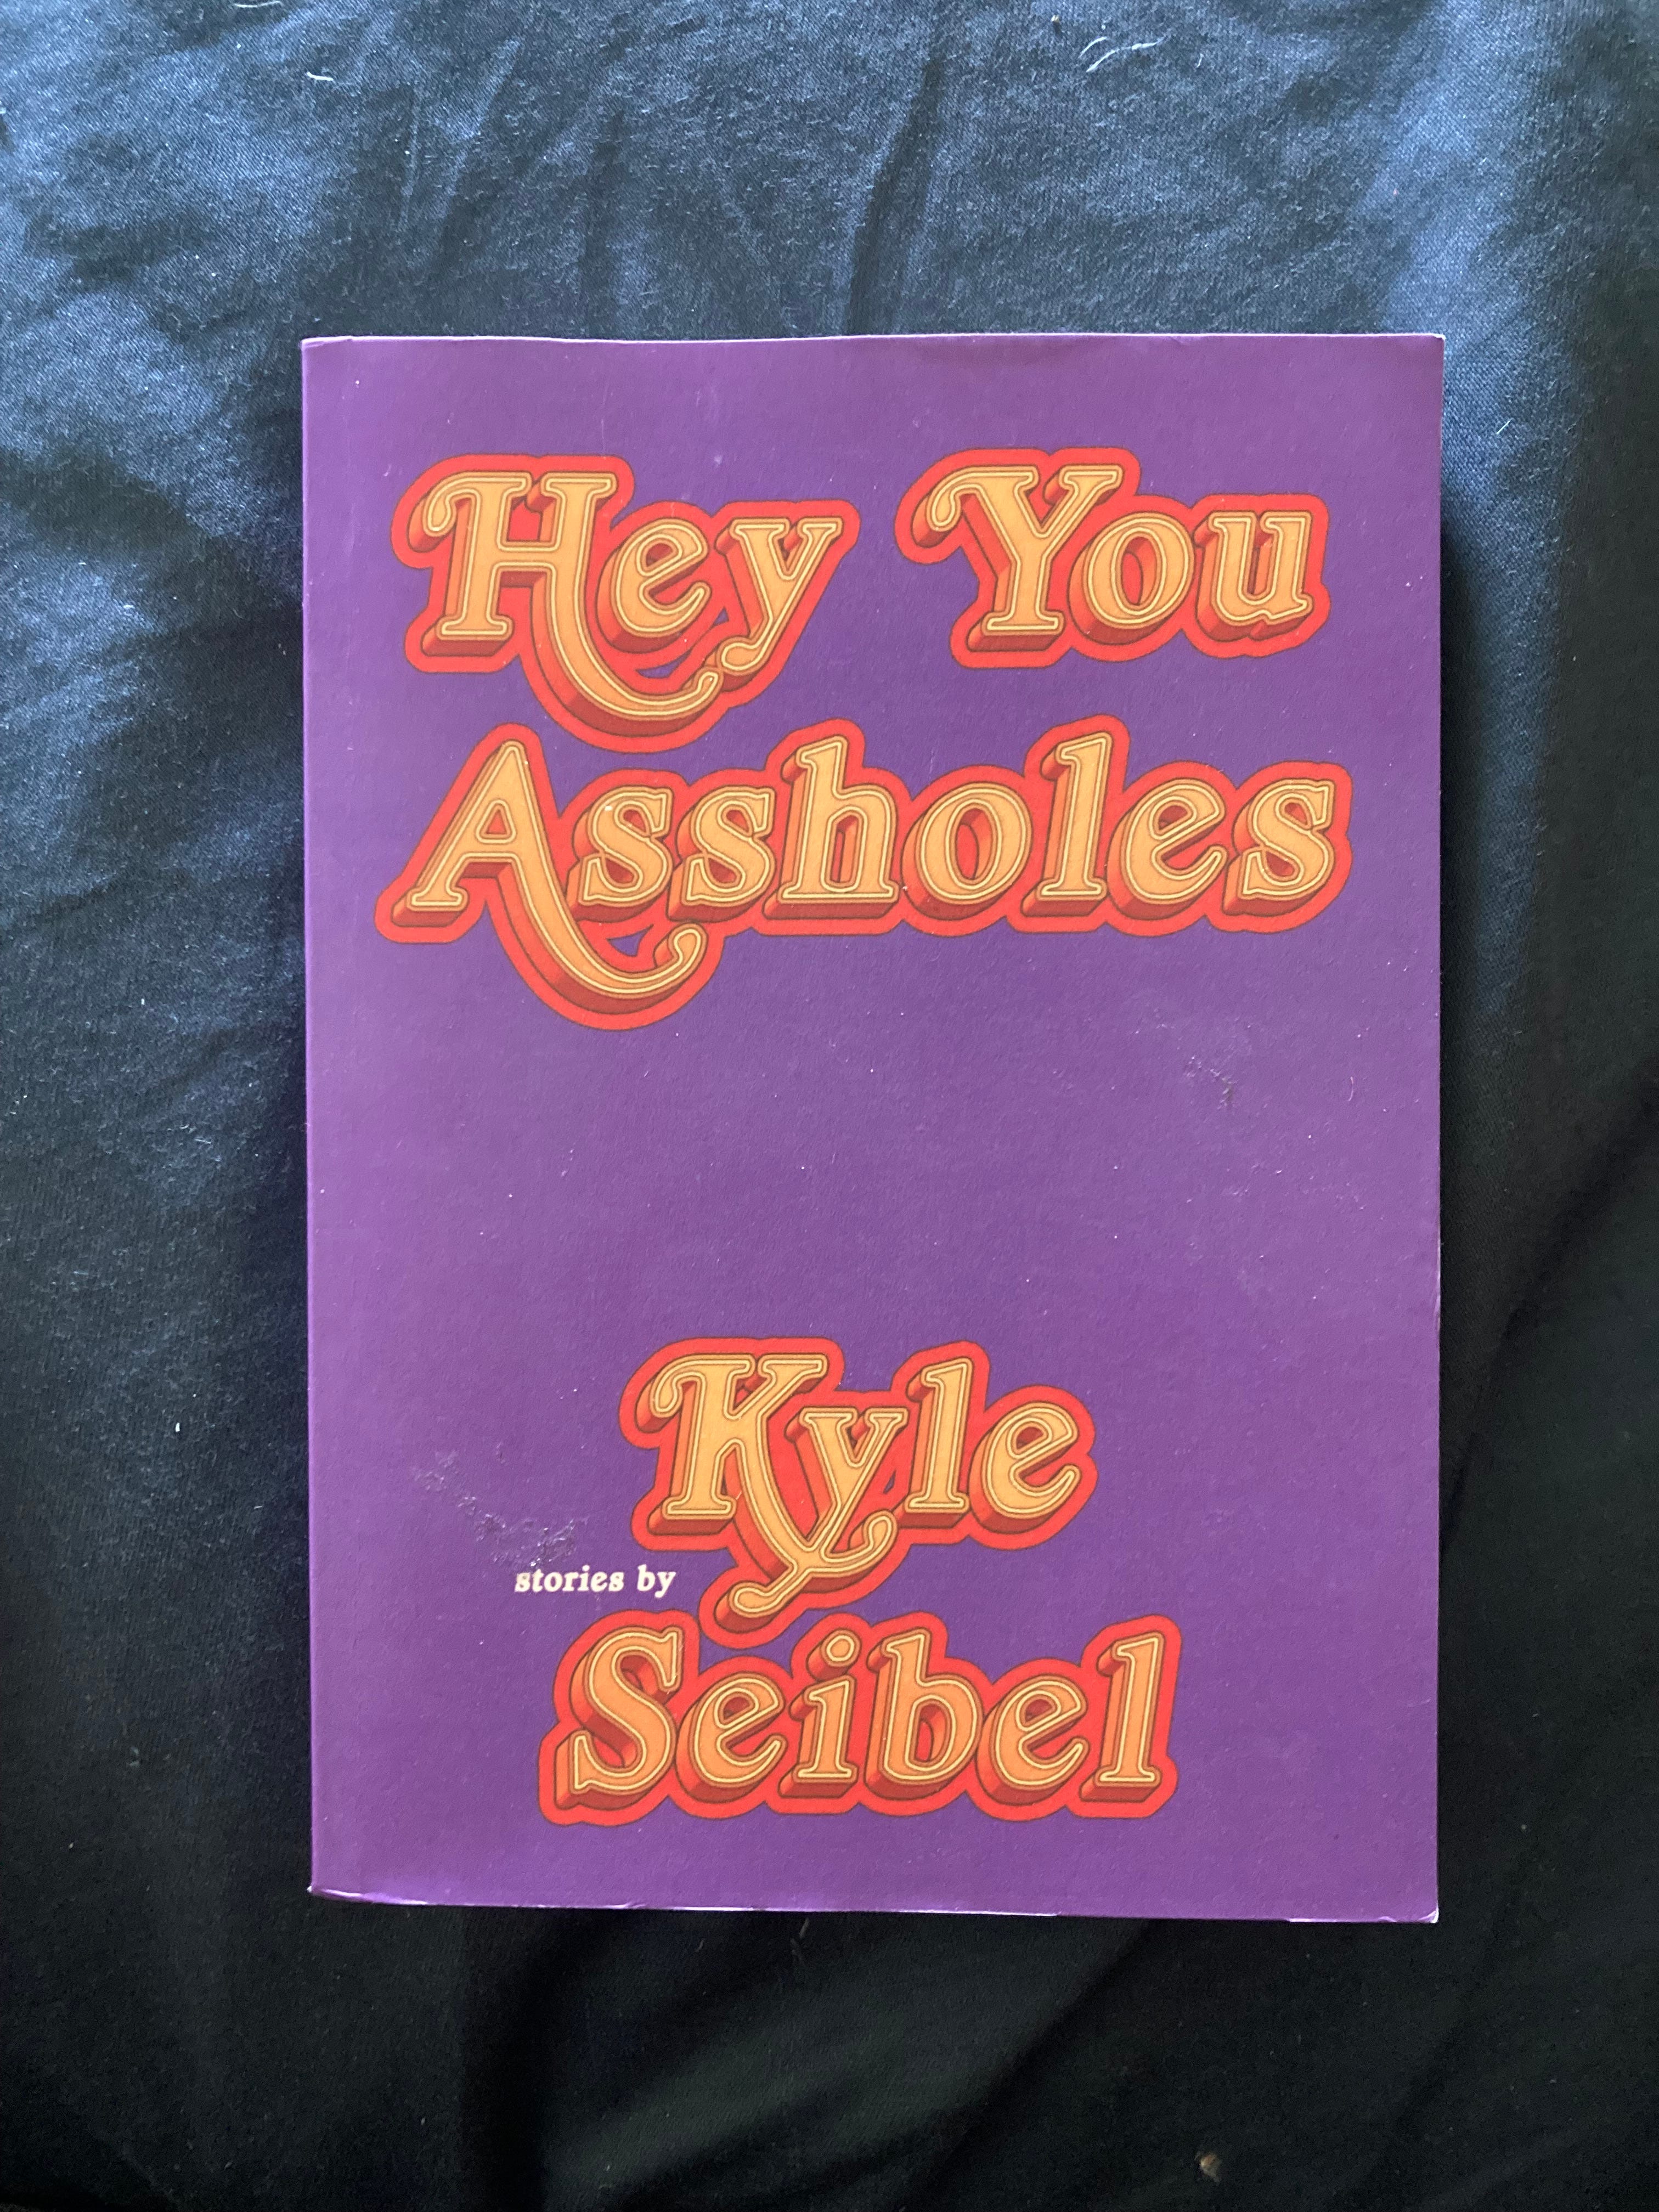 Hey You
Assholes
Kyle
stories by
Seibel